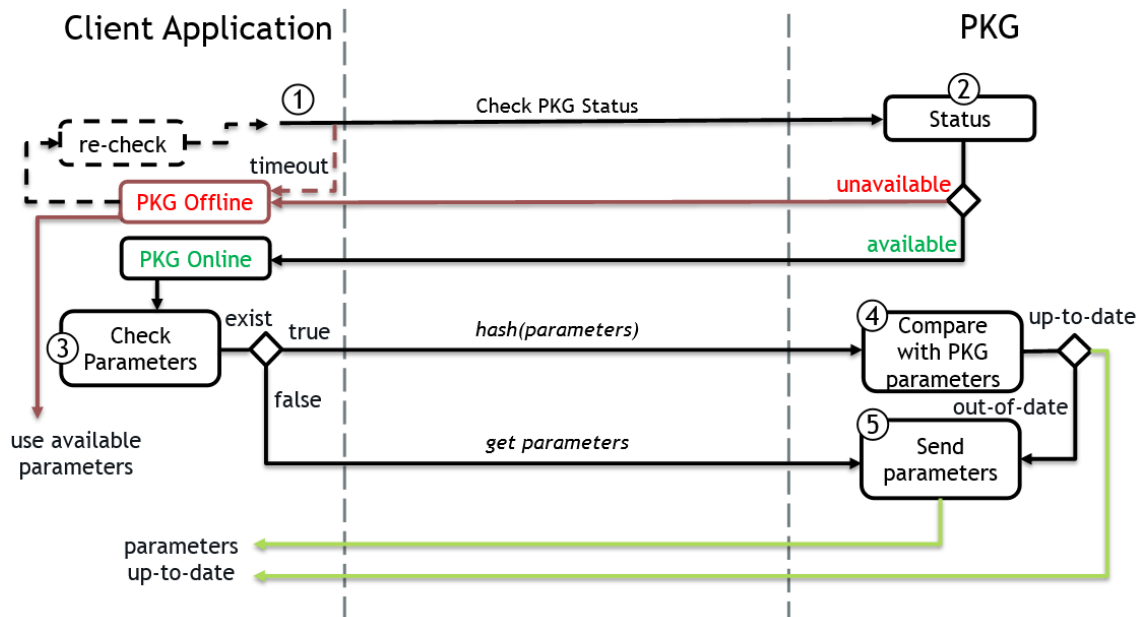 Client Application
PKG
1
Check PKG Status
2
Status
re-check
timeout
PKG Offline
unavailable
available
PKG Online
3
Check
Parameters
exist
true
false
hash(parameters)
4
Compare
with PKG
parameters
up-to-date
out-of-date
use available
parameters
get parameters
5
Send
parameters
parameters
up-to-date